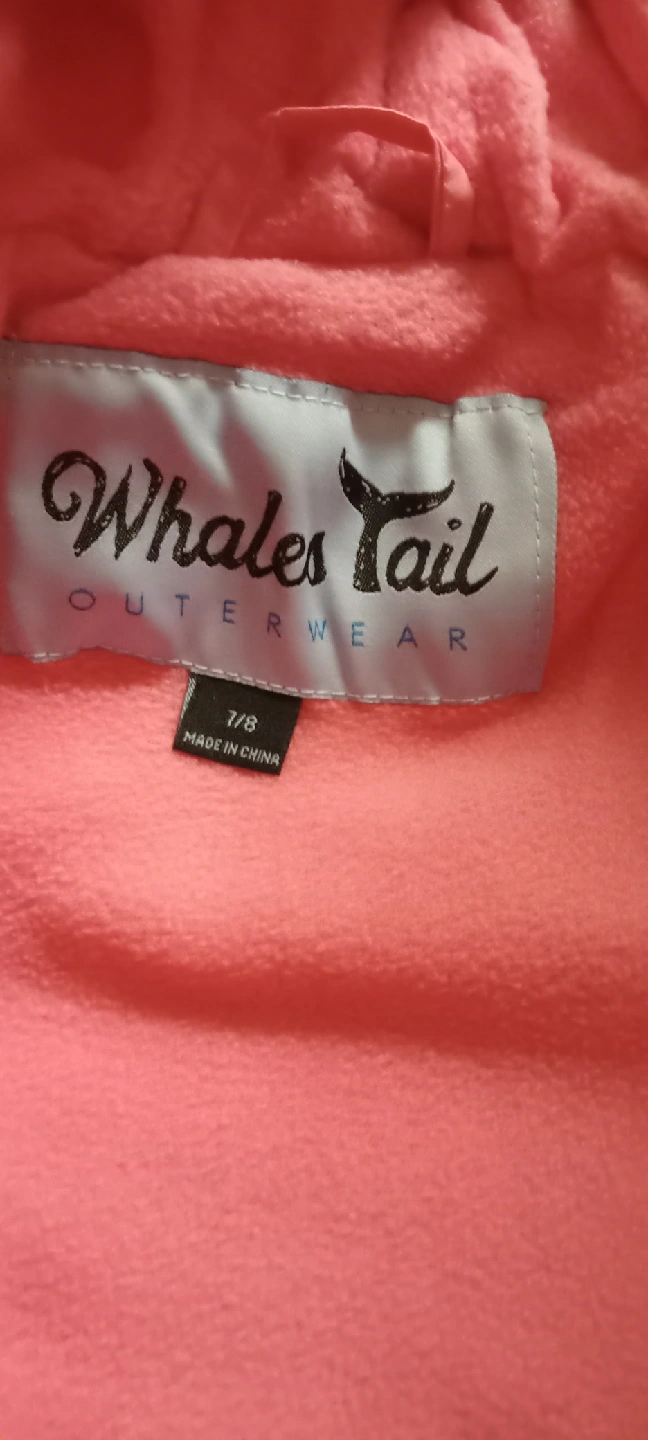 Whales Tail
OUTERWEAR
7/8
MADE IN CHINA